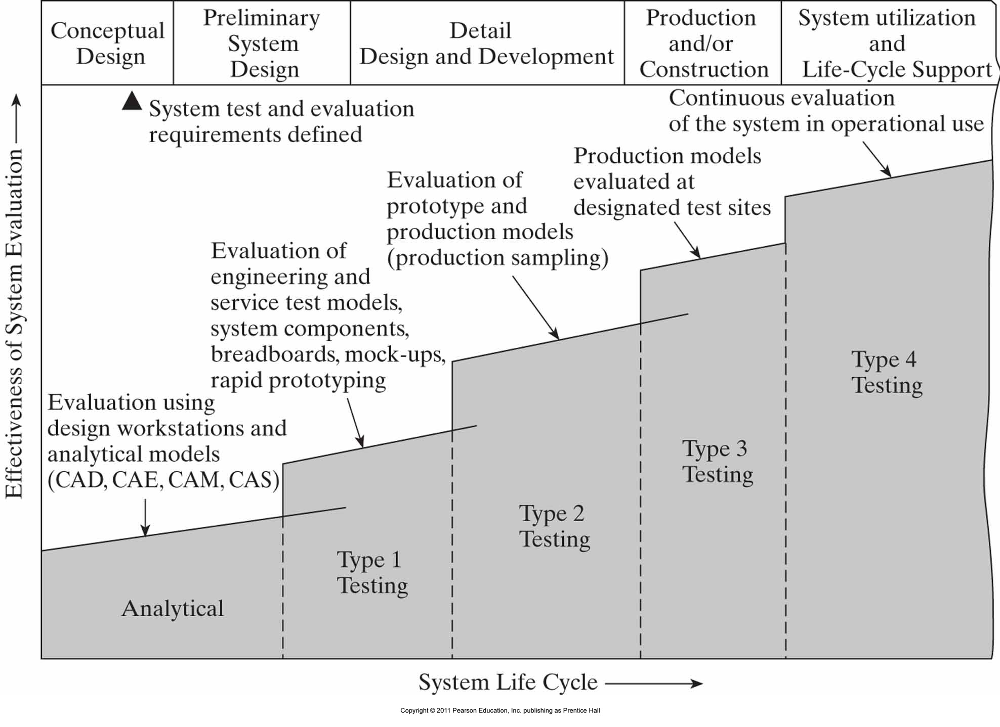 Conceptual
Design
Preliminary
System
Design
Detail
Design and Development
Production
and/or
Construction
System utilization
and
Life-Cycle Support
System test and evaluation
requirements defined
Continuous evaluation
of the system in operational use
Production models
evaluated at
designated test sites
Evaluation of
prototype and
production models
(production sampling)
Evaluation of
engineering and
service test models,
system components,
breadboards, mock-ups,
rapid prototyping
Evaluation using
design workstations and
analytical models
(CAD, CAE, CAM, CAS)
Effectiveness of System Evaluation
Analytical
Type 1
Testing
Type 2
Testing
Type 3
Testing
Type 4
Testing
System Life Cycle
Copyright © 2011 Pearson Education, Inc. publishing as Prentice Hall